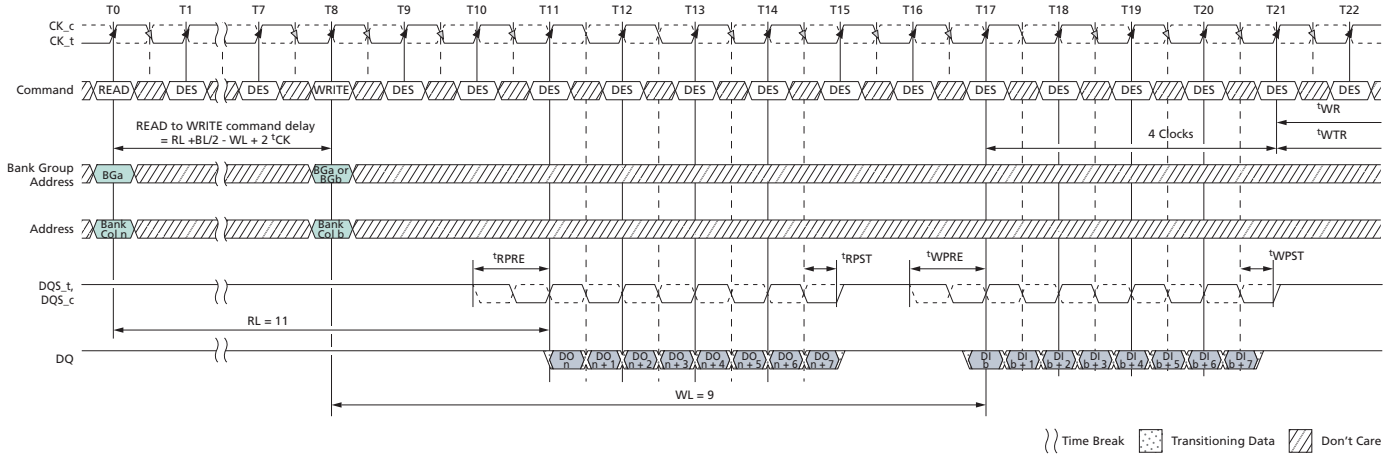 T0 T1 T7 T8 T9 T10 T11 T12 T13 T14 T15 T16 T17 T18 T19 T20 T21 T22
CK_c
CK_t
Command READ DES DES WRITE DES DES DES DES DES DES DES DES DES DES DES DES DES DES
tWR
READ to WRITE command delay
= RL +BL/2 - WL + 2 tCK
4 Clocks
tWTR
Bank Group
Address
BGa
BGa or
BGb
Address
Bank
Col n
Bank
Col b
tRPRE tRPST tWPRE tWPST
DQS_t,
DQS_c
RL = 11
DQ
DO
n
DO
n + 1
DO
n + 2
DO
n + 3
DO
n + 4
DO
n + 5
DO
n + 6
DO
n + 7
DI
b
DI
b + 1
DI
b + 2
DI
b + 3
DI
b + 4
DI
b + 5
DI
b + 6
DI
b + 7
WL = 9
Time Break Transitioning Data Don't Care